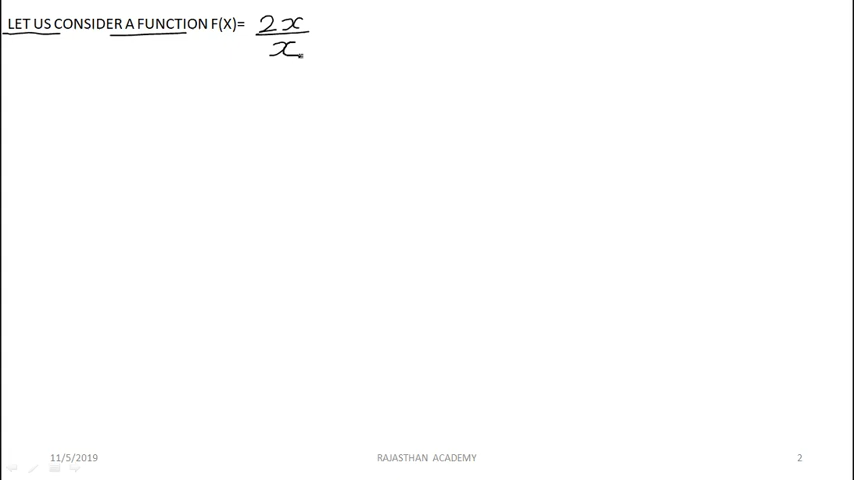 LET US CONSIDER A FUNCTION F(X)= 2x
x
11/5/2019 RAJASTHAN ACADEMY 2